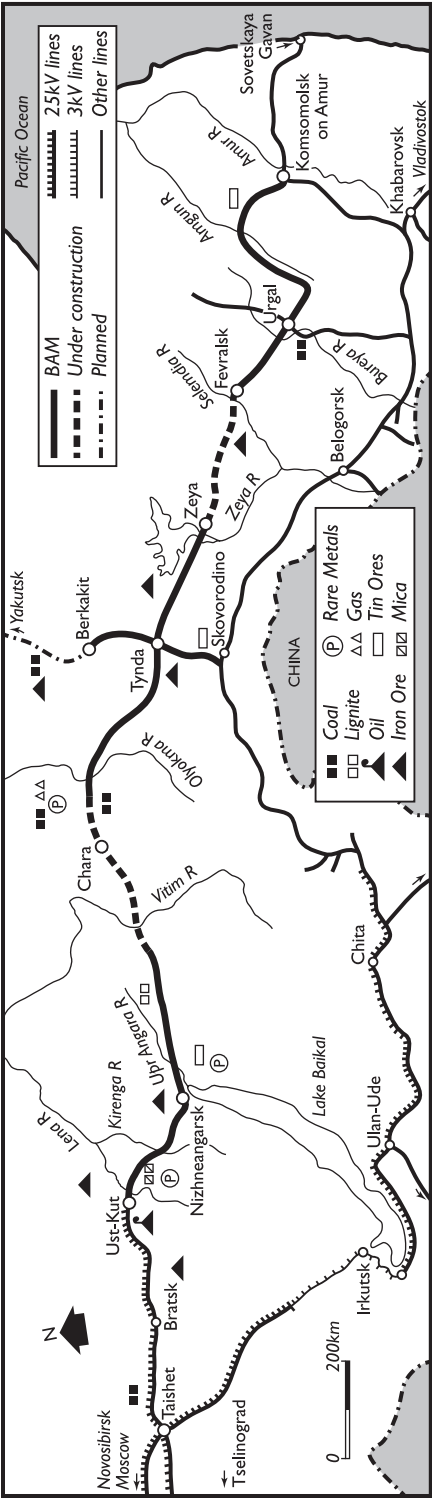 Pacific Ocean
BAM
Under construction
Planned
25kV lines
3kV lines
Other lines
N
Novosibirsk
Moscow
Tselinograd
Taishet
Bratsk
Ust-Kut
Lena R
Kirenga R
Upr Angara R
Nizhneangarsk
Irkutsk
Lake Baikal
Ulan-Ude
Chita
Vitim R
Chara
Olyokma R
Yakutsk
Berkakit
Tynda
Skovorodino
Zeya
Zeya R
Selemdia R
Fevralsk
Belogorsk
Urgal
Bureya R
Amgun R
Amur R
Komsomolsk
on Amur
Sovetskaya
Gavan
Khabarovsk
Vladivostok
CHINA
Coal
Lignite
Oil
Iron Ore
P Rare Metals
Gas
Tin Ores
Mica
P
P
P
0 200km